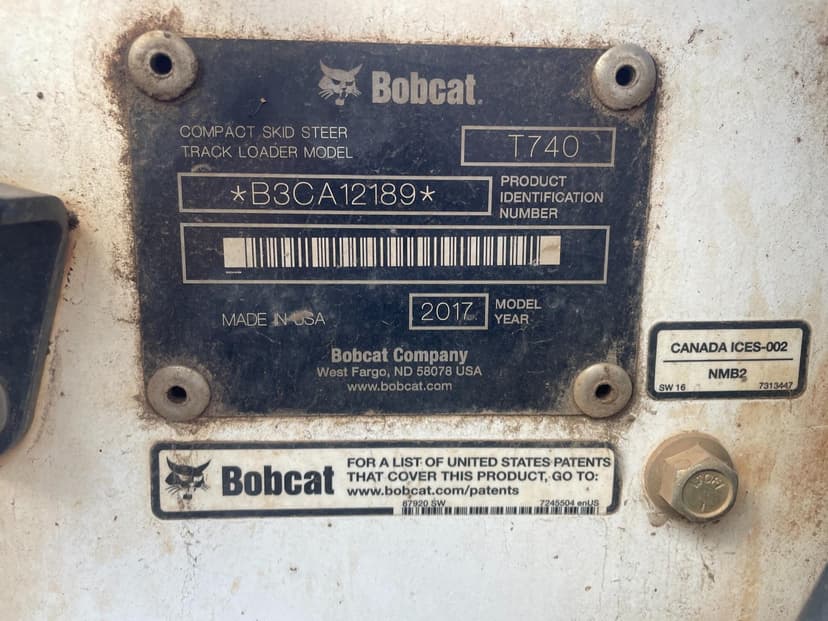 Bobcat
COMPACT SKID STEER
TRACK LOADER MODEL
T740
*B3CA12189*
PRODUCT
IDENTIFICATION
NUMBER
MADE IN USA
2017
MODEL
YEAR
Bobcat Company
West Fargo, ND 58078 USA
www.bobcat.com
CANADA ICES-002
NMB2
SW 16 7313447
Bobcat
FOR A LIST OF UNITED STATES PATENTS
THAT COVER THIS PRODUCT, GO TO:
www.bobcat.com/patents
67920 SW 7245504 enUS